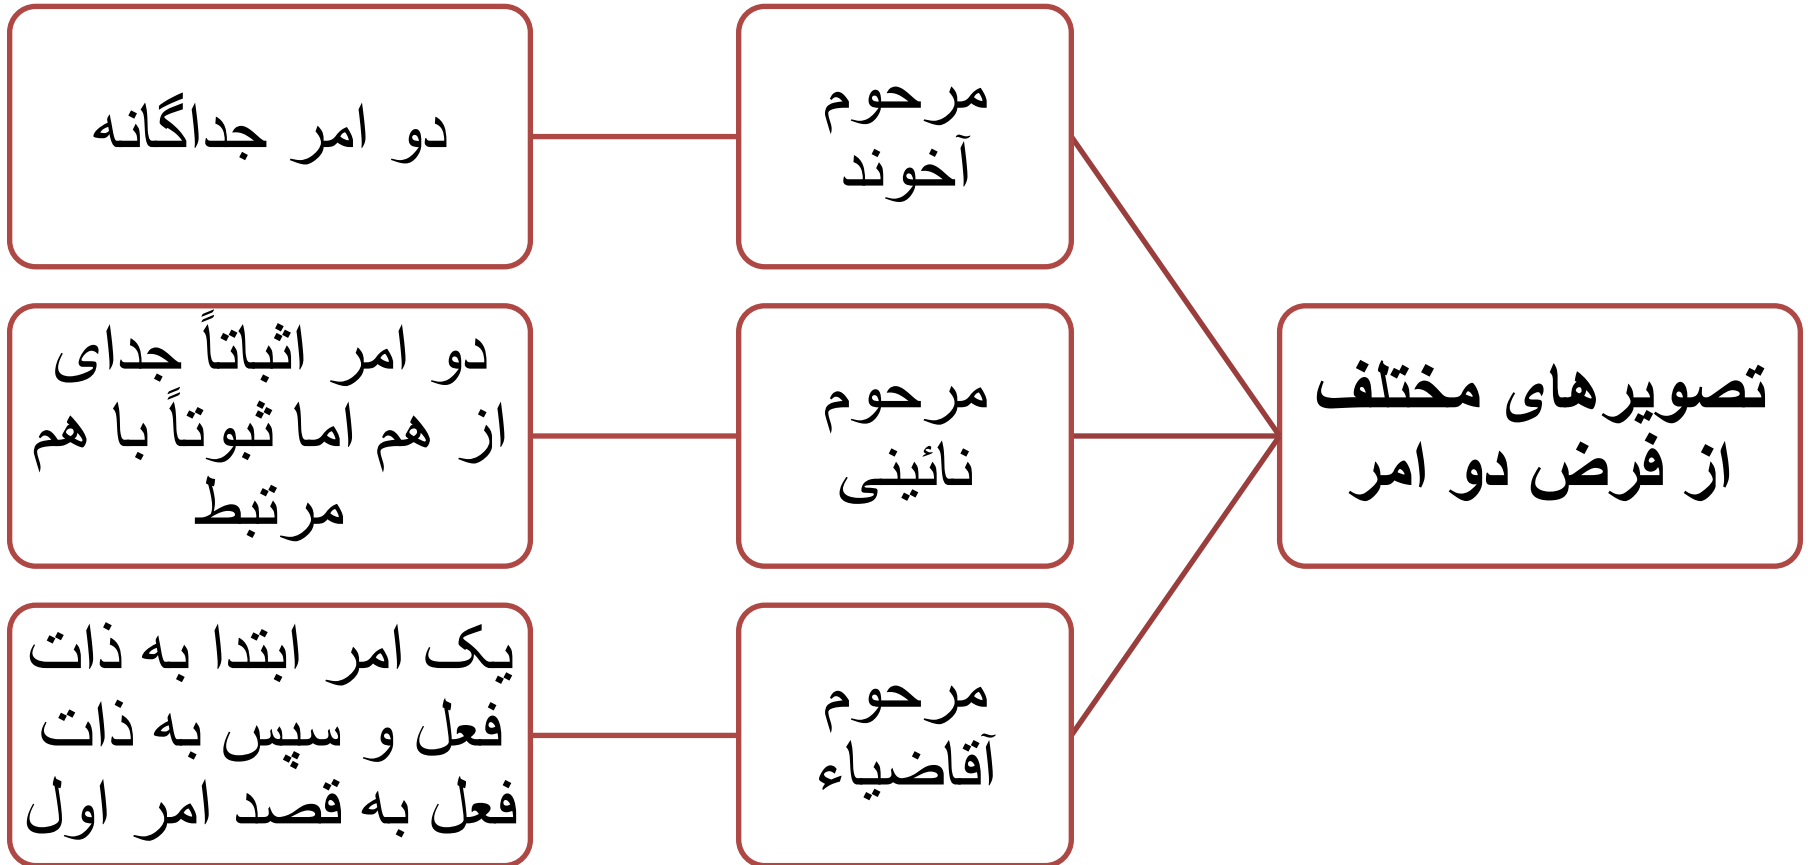 تصویرهای مختلف
از فرض دو امر
مرحوم
آخوند
دو امر جداگانه
مرحوم
نائینی
دو امر اثباتاً جدای
از هم اما ثبوتاً با هم
مرتبط
مرحوم
آقاضیاء
یک امر ابتدا به ذات
فعل و سپس به ذات
فعل به قصد امر اول